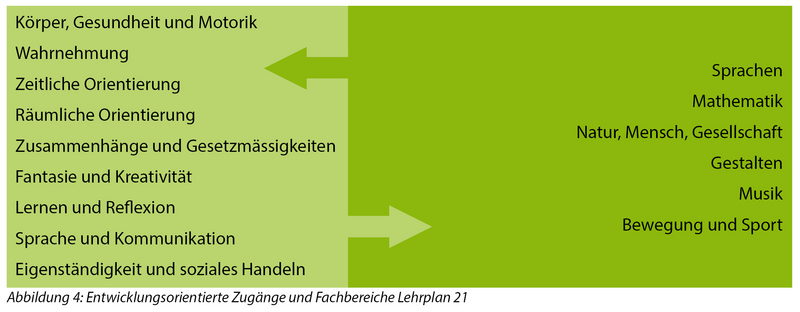 Körper, Gesundheit und Motorik
Wahrnehmung
Zeitliche Orientierung
Räumliche Orientierung
Zusammenhänge und Gesetzmässigkeiten
Fantasie und Kreativität
Lernen und Reflexion
Sprache und Kommunikation
Eigenständigkeit und soziales Handeln
Sprachen
Mathematik
Natur, Mensch, Gesellschaft
Gestalten
Musik
Bewegung und Sport
Abbildung 4: Entwicklungsorientierte Zugänge und Fachbereiche Lehrplan 21